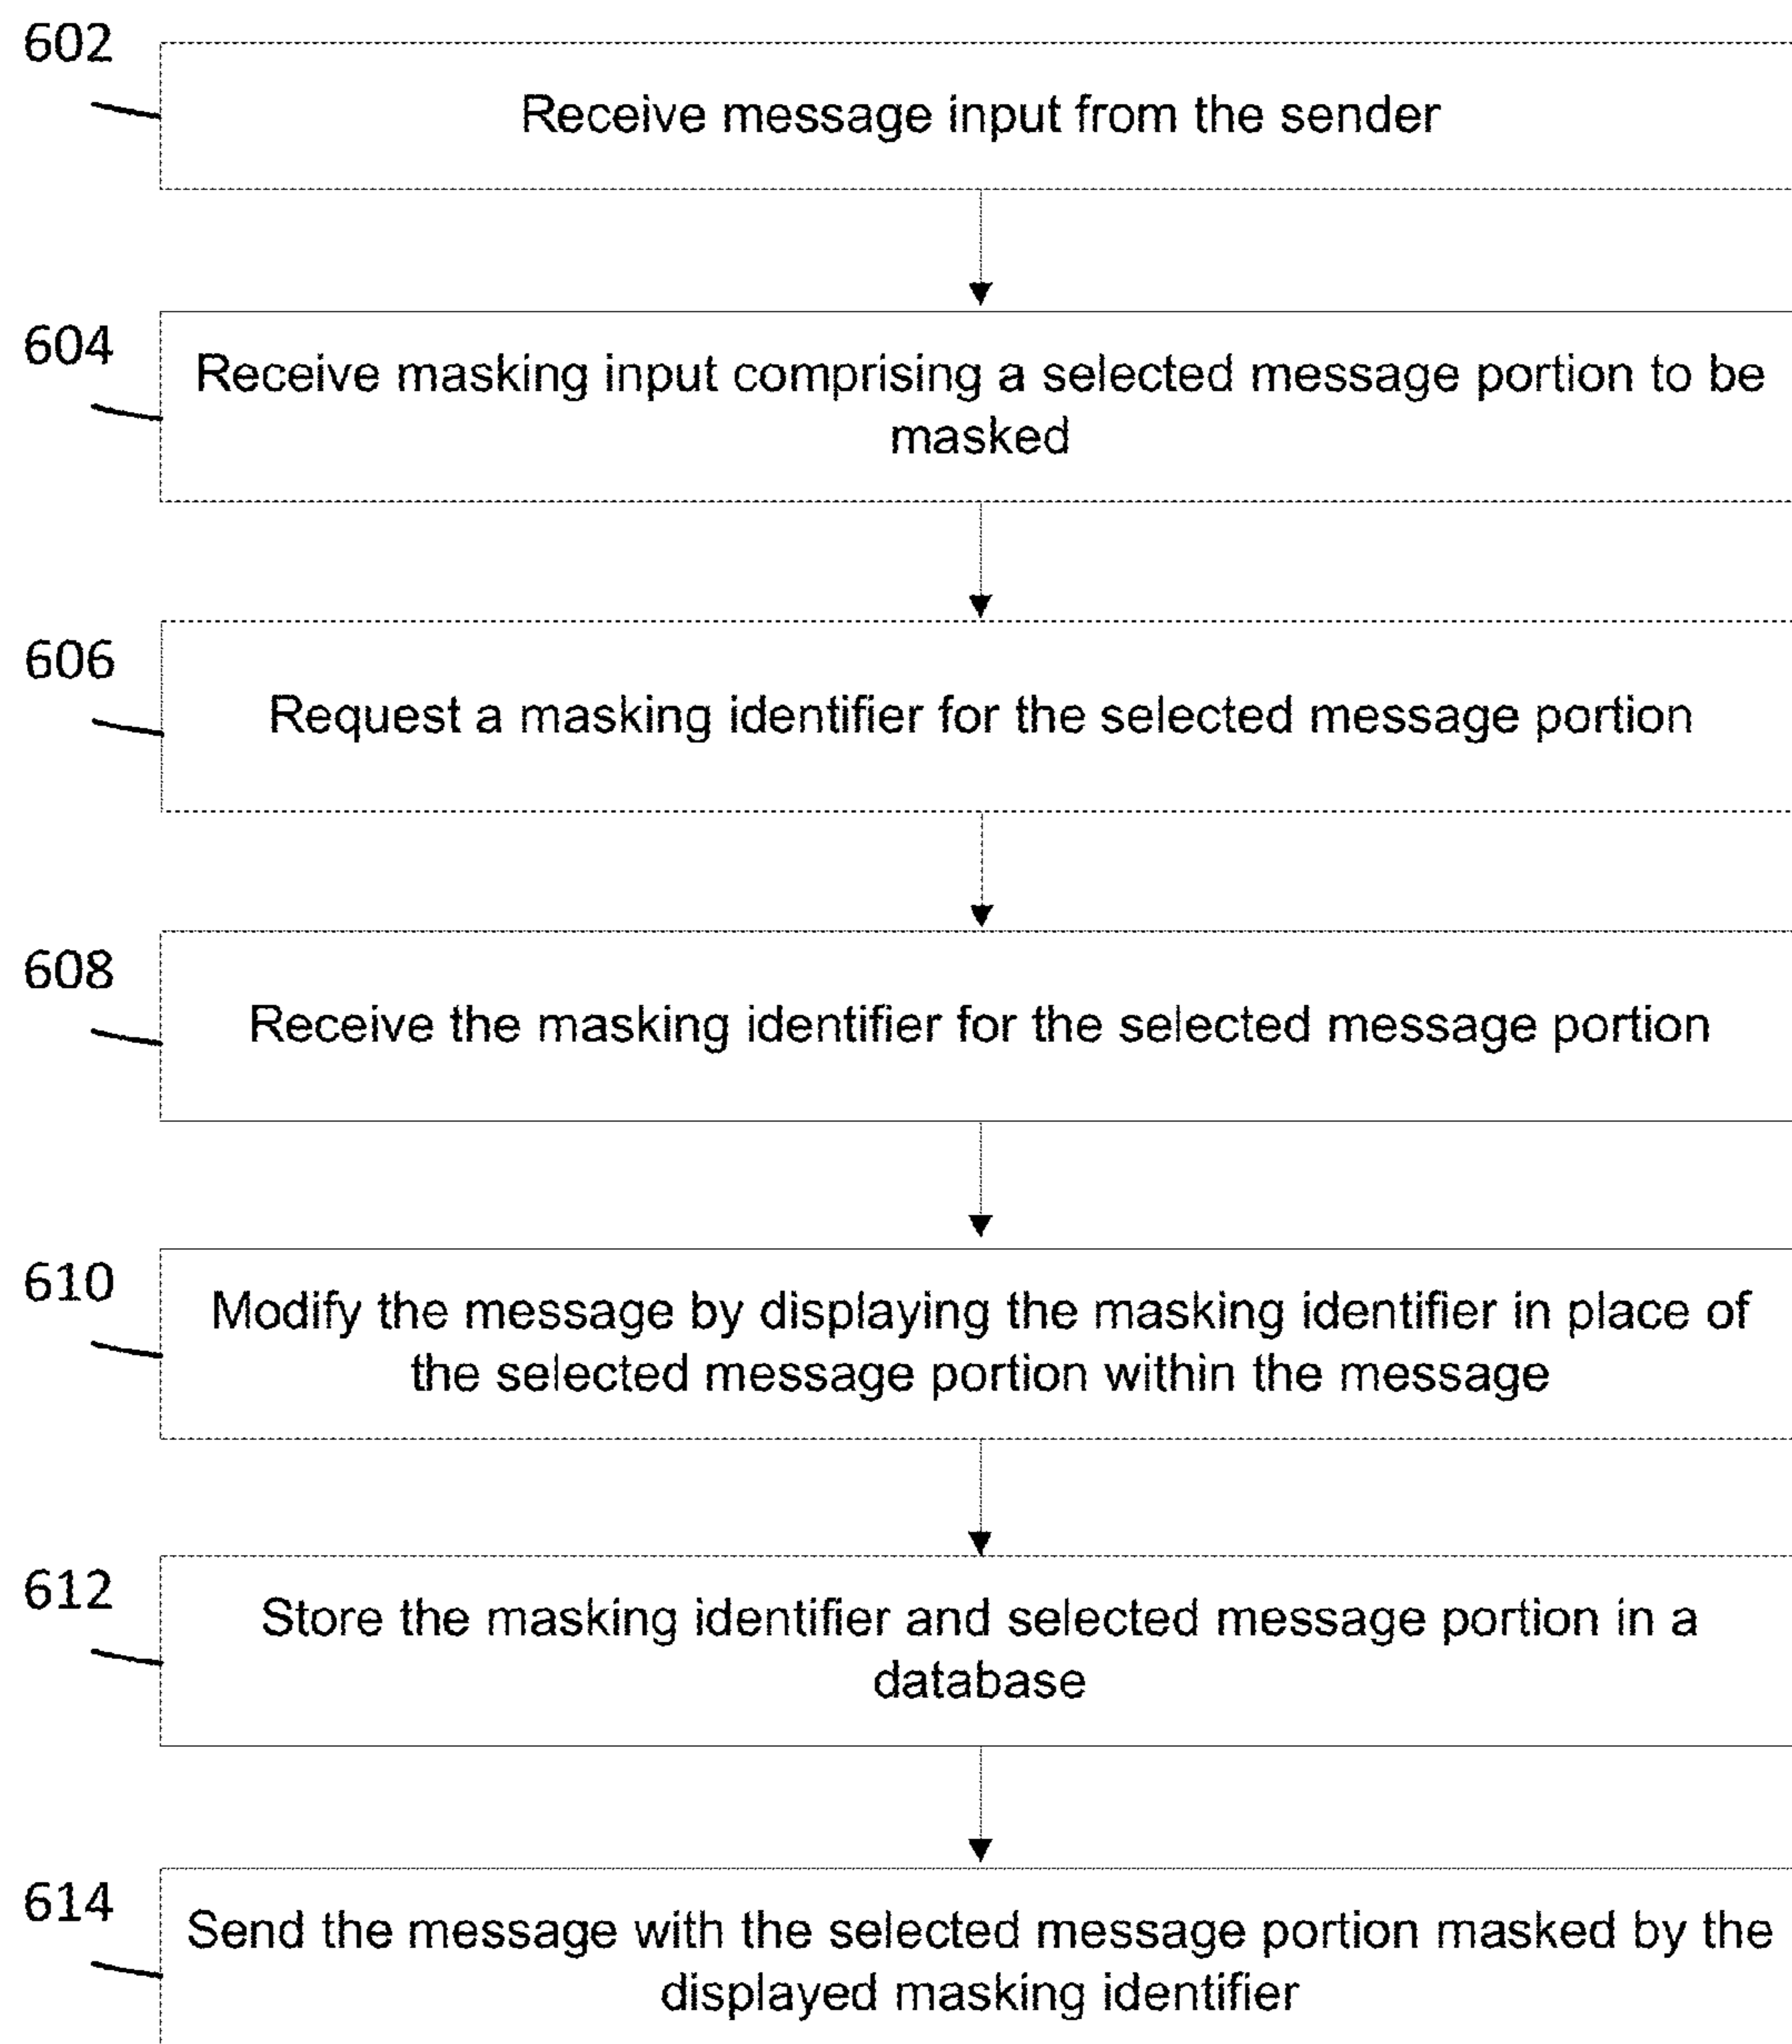 602
Receive message input from the sender
604
Receive masking input comprising a selected message portion to be
masked
606
Request a masking identifier for the selected message portion
608
Receive the masking identifier for the selected message portion
610
Modify the message by displaying the masking identifier in place of
the selected message portion within the message
612
Store the masking identifier and selected message portion in a
database
614
Send the message with the selected message portion masked by the
displayed masking identifier